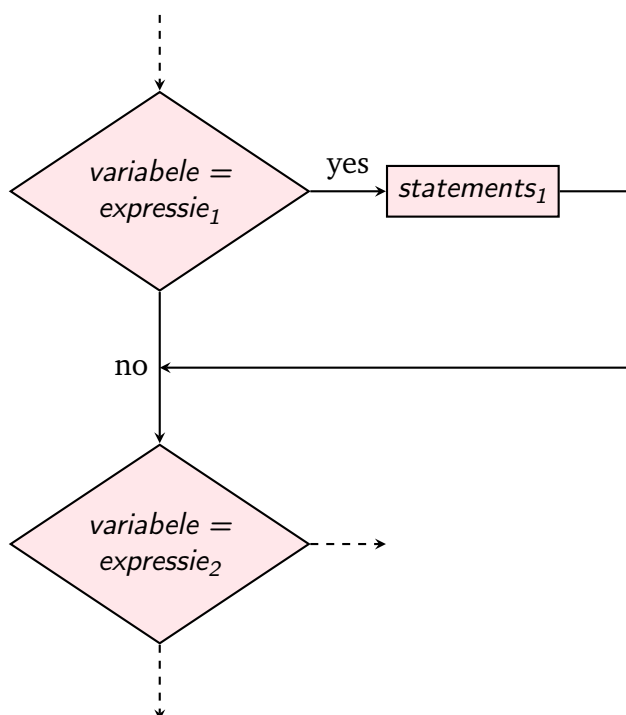 variabele =
expressie₁
yes
statements₁
no
variabele =
expressie₂